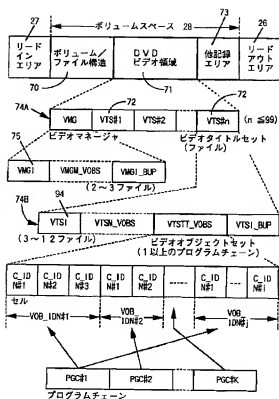 27
ボリュームスペース 28
73
26
リード
イン
エリア
ボリューム／
ファイル構造
DVD
ビデオ領域
他記録
エリア
リード
アウト
エリア
70
72
71
72
74A
VMG
VTS#1
VTS#2
VTS#n
(n ≦99)
75
ビデオマネージャ
ビデオタイトルセット
(ファイル)
VMGI
VMGM_VOBS
VMGI_BUP
94
(2～3ファイル)
74B
VTSI
VTSM_VOBS
VTSTT_VOBS
VTSI_BUP
(3～12ファイル)
ビデオオブジェクトセット
(1以上のプログラムチェーン)
C_ID
N#1
C_ID
N#2
C_ID
N#3
C_ID
N#1
C_ID
N#2
C_ID
N#1
C_ID
セル
VOB_IDN#1
VOB_
IDN#2
VOB_
IDN#j
PGC#1
PGC#2
PGC#K
プログラムチェーン